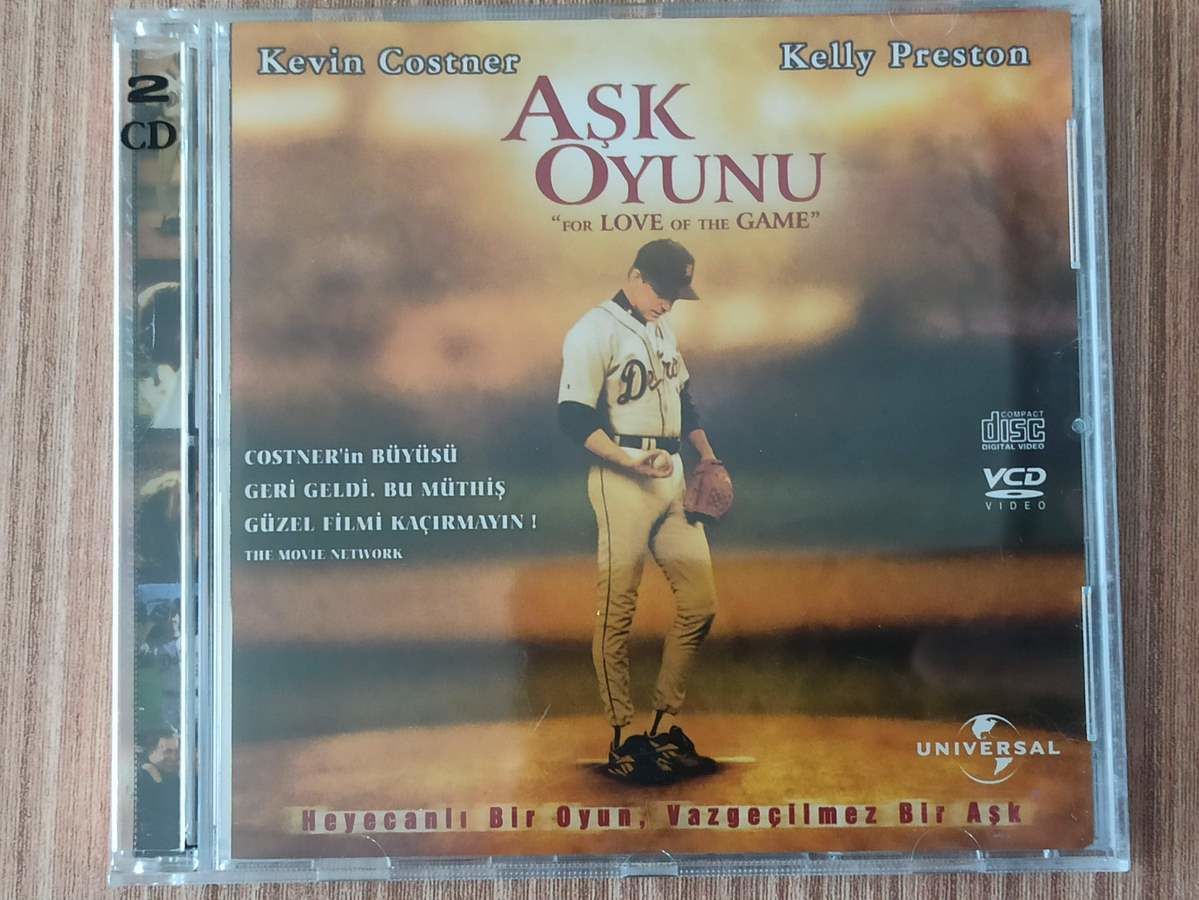 2
CD
Kevin Costner
Kelly Preston
AŞK
OYUNU
"FOR LOVE OF THE GAME"
Detroit
COSTNER'in BÜYÜSÜ
GERİ GELDİ. BU MÜTHİŞ
GÜZEL FİLMİ KAÇIRMAYIN !
THE MOVIE NETWORK
COMPACT
disc
DIGITAL VIDEO
VCD
VIDEO
UNIVERSAL
Heyecanlı Bir Oyun, Vazgeçilmez Bir Aşk